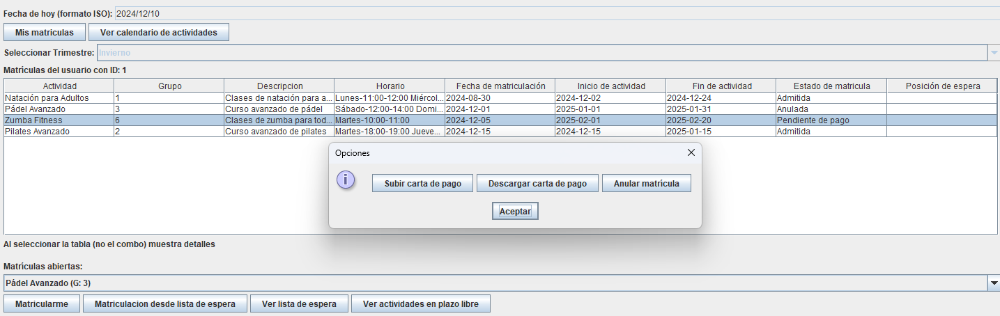 Fecha de hoy (formato ISO): 2024/12/10
Mis matriculas Ver calendario de actividades
Seleccionar Trimestre: Invierno
Matrículas del usuario con ID: 1
Actividad Grupo Descripcion Horario Fecha de matriculación Inicio de actividad Fin de actividad Estado de matricula Posición de espera
Natación para Adultos 1 Clases de natación para a... Lunes-11:00-12:00 Miércol... 2024-08-30 2024-12-02 2024-12-24 Admitida
Pádel Avanzado 3 Curso avanzado de pádel Sábado-12:00-14:00 Domi... 2024-12-01 2025-01-01 2025-01-31 Anulada
Zumba Fitness 6 Clases de zumba para tod... Martes-10:00-11:00 2024-12-05 2025-02-01 2025-02-20 Pendiente de pago
Pilates Avanzado 2 Curso avanzado de pilates Martes-18:00-19:00 Jueve... 2024-12-15 2024-12-15 2025-01-15 Admitida
Opciones
Subir carta de pago Descargar carta de pago Anular matrícula
Aceptar
Al seleccionar la tabla (no el combo) muestra detalles
Matrículas abiertas:
Pádel Avanzado (G: 3)
Matricularme Matriculacion desde lista de espera Ver lista de espera Ver actividades en plazo libre